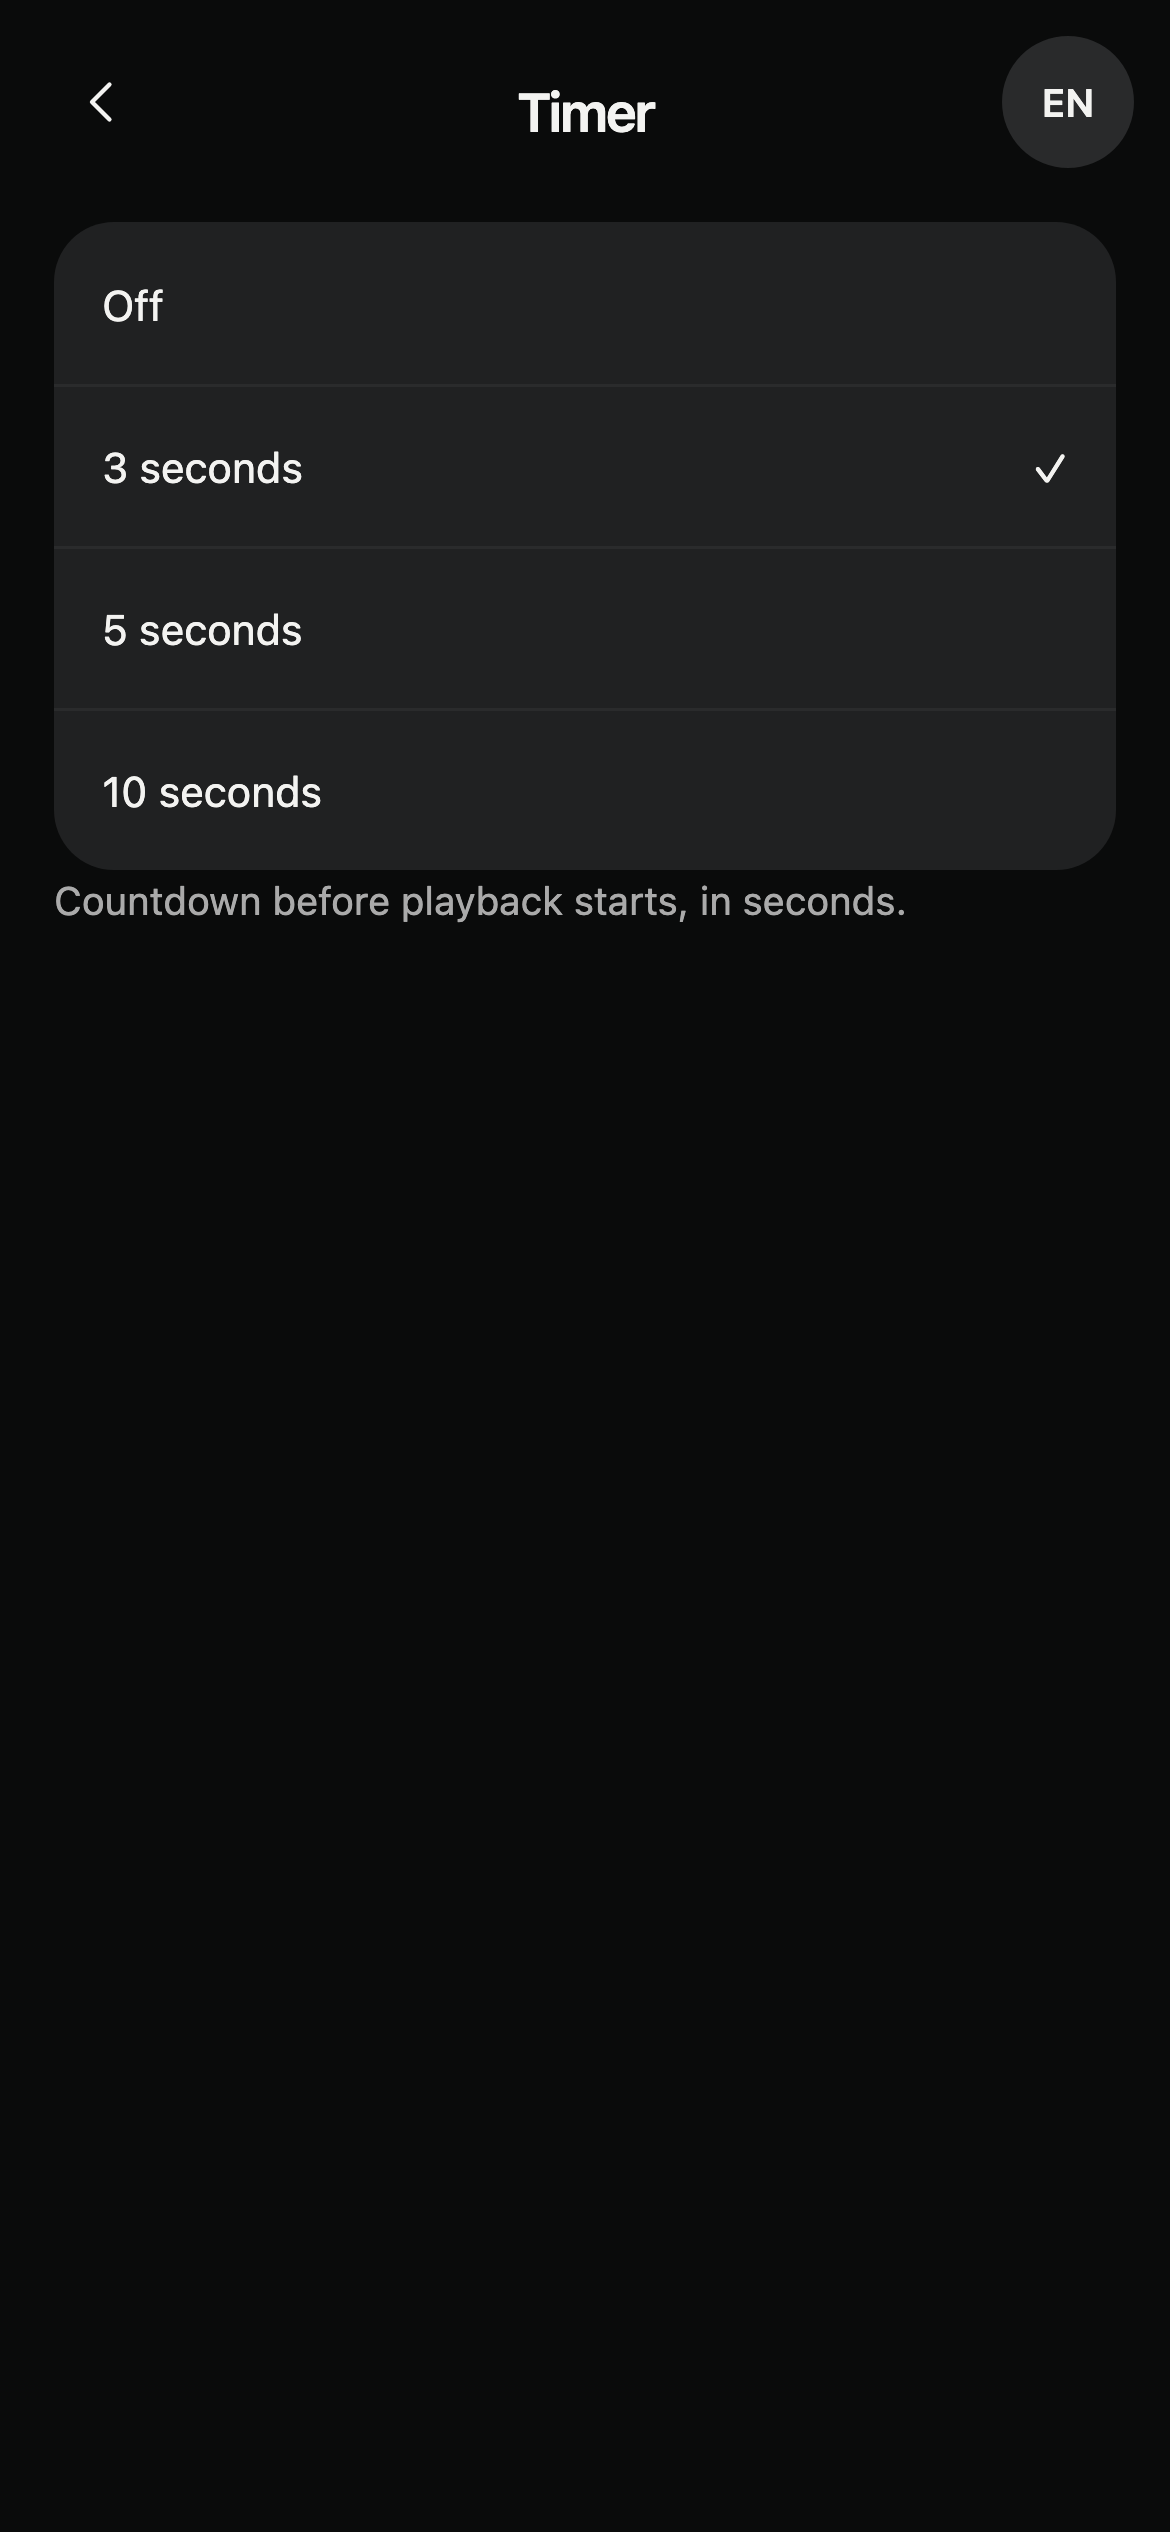 Timer
EN
Off
3 seconds
5 seconds
10 seconds
Countdown before playback starts, in seconds.